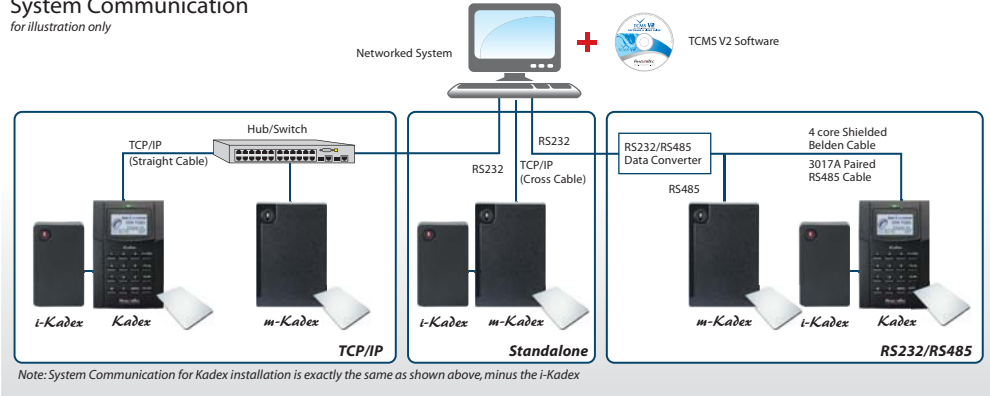 System Communication
for illustration only
Networked System
TCMS V2 Software
TCMS V2
Hub/Switch
TCP/IP
(Straight Cable)
RS232
TCP/IP
(Cross Cable)
RS232
RS232/RS485
Data Converter
RS485
4 core Shielded
Belden Cable
3017A Paired
RS485 Cable
i-Kadex
Kadex
m-Kadex
i-Kadex
m-Kadex
m-Kadex
i-Kadex
Kadex
TCP/IP
Standalone
RS232/RS485
Note: System Communication for Kadex installation is exactly the same as shown above, minus the i-Kadex